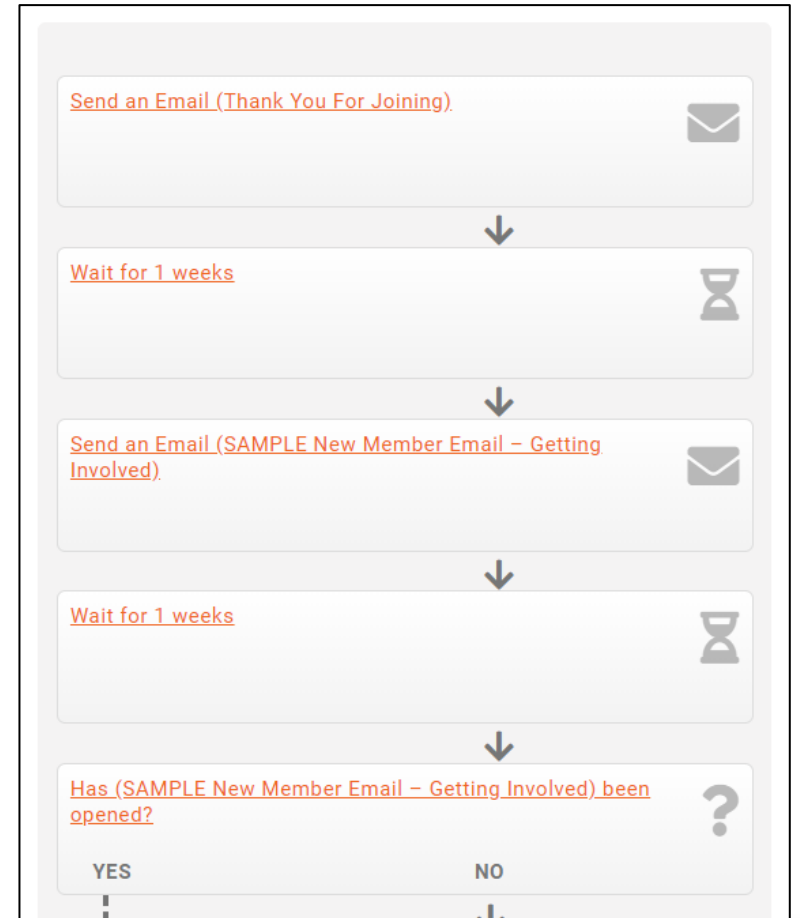 Send an Email (Thank You For Joining)
Wait for 1 weeks
Send an Email (SAMPLE New Member Email – Getting
Involved)
Wait for 1 weeks
Has (SAMPLE New Member Email – Getting Involved) been
opened?
YES NO